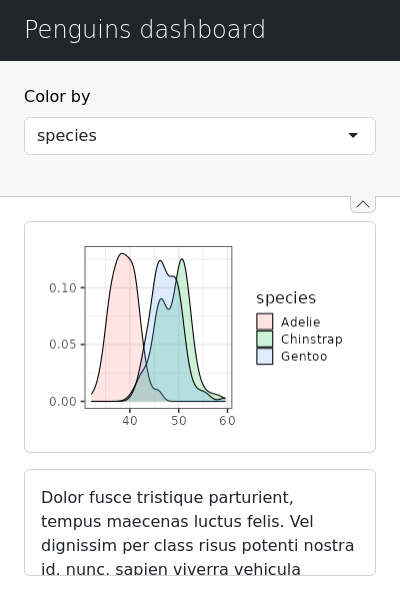 Penguins dashboard
Color by
species
0.10
0.05
0.00
40 50 60
species
Adelie
Chinstrap
Gentoo
Dolor fusce tristique parturient,
tempus maecenas luctus felis. Vel
dignissim per class risus potenti nostra
id, nunc, sapien viverra vehicula